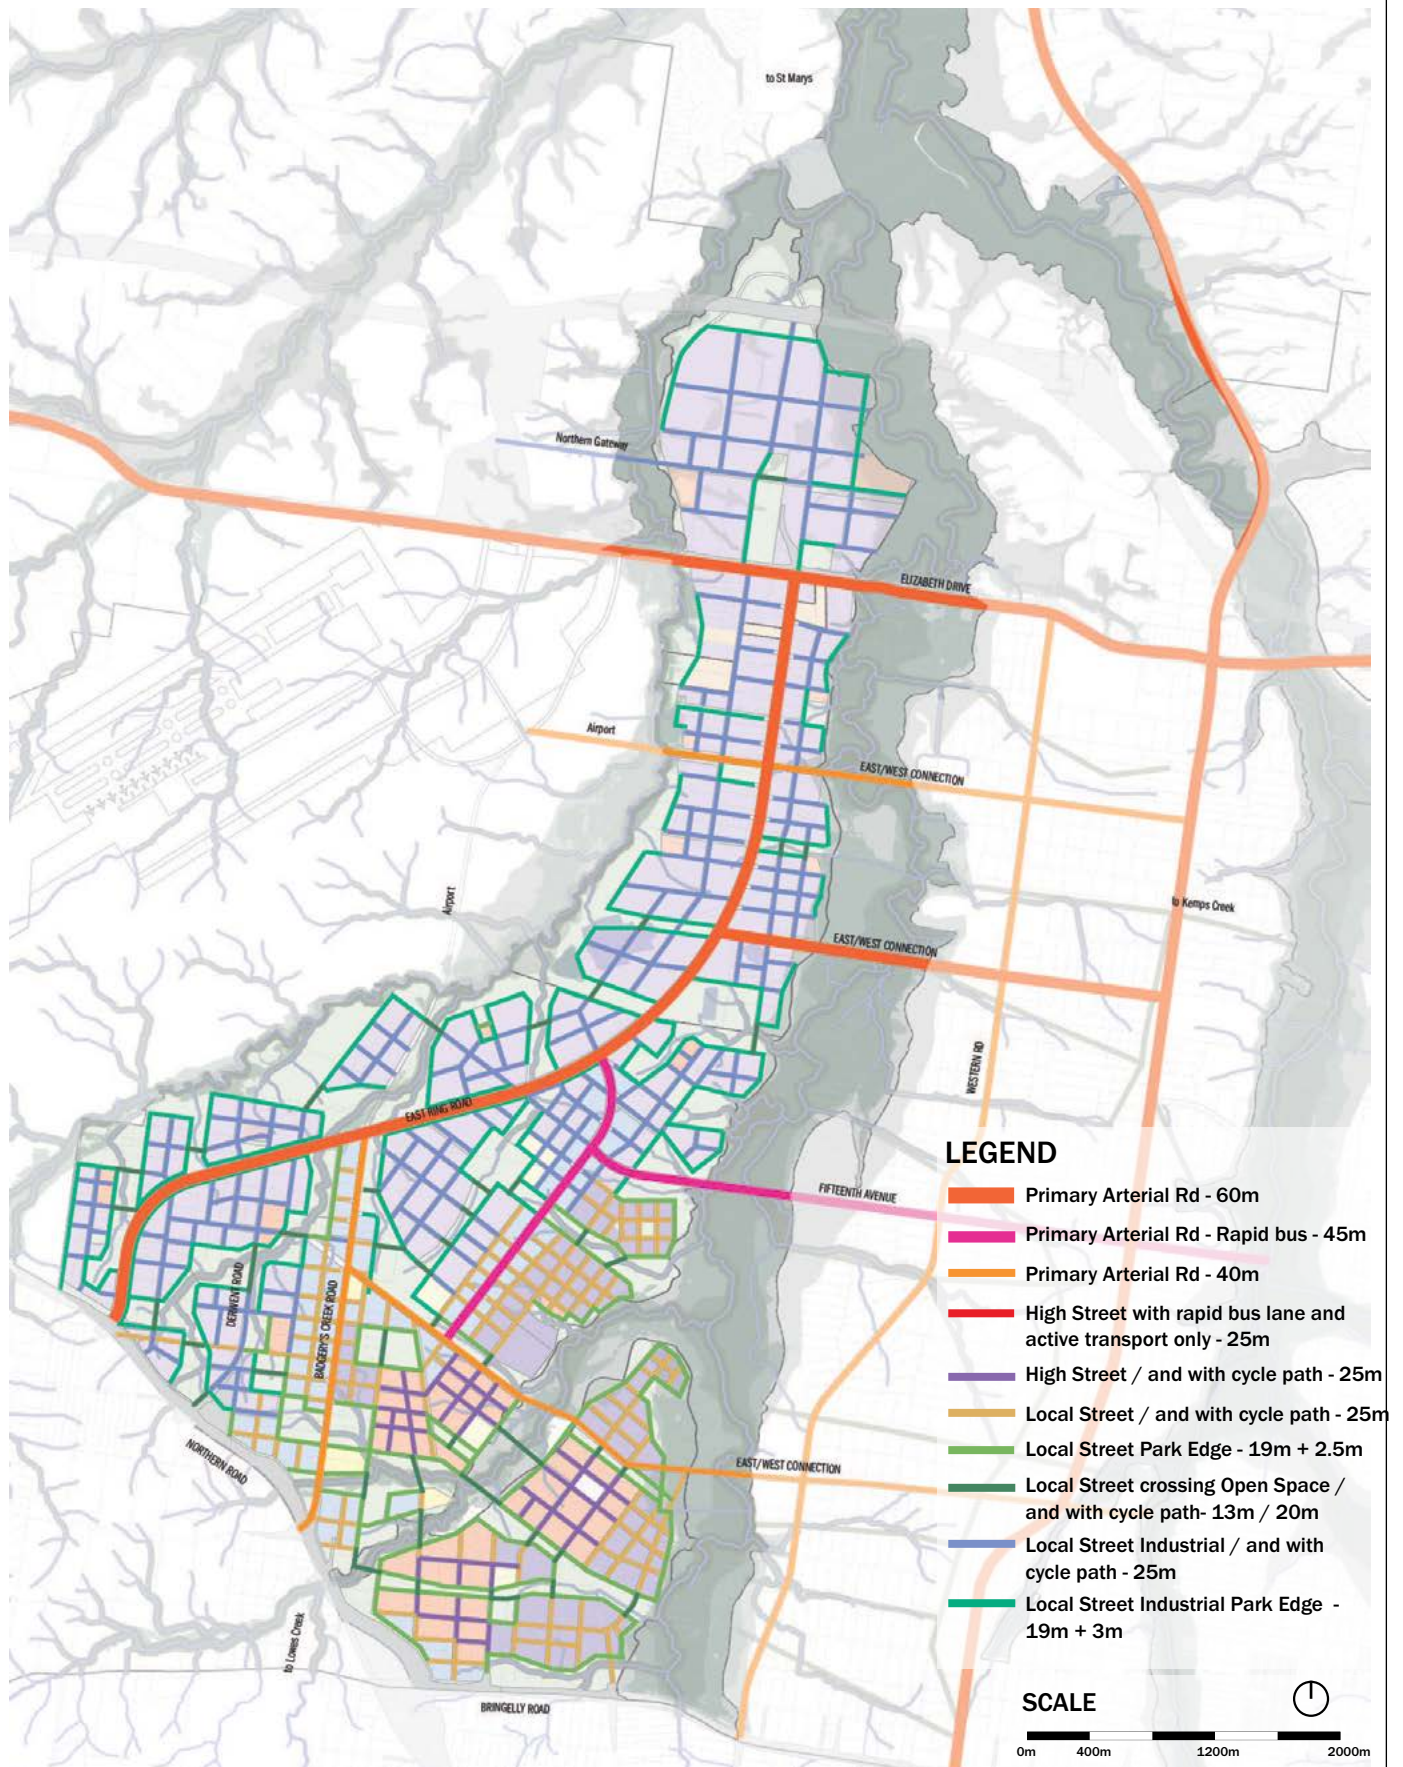 to St Marys
Northern Gateway
ELIZABETH DRIVE
Airport
EAST/WEST CONNECTION
Airport
to Kemps Creek
EAST/WEST CONNECTION
WESTERN RD
EAST RING ROAD
FIFTEENTH AVENUE
DERWENT ROAD
BADGERY'S CREEK ROAD
NORTHERN ROAD
EAST/WEST CONNECTION
to Lowes Creek
BRINGELLY ROAD
LEGEND
Primary Arterial Rd - 60m
Primary Arterial Rd - Rapid bus - 45m
Primary Arterial Rd - 40m
High Street with rapid bus lane and
active transport only - 25m
High Street / and with cycle path - 25m
Local Street / and with cycle path - 25m
Local Street Park Edge - 19m + 2.5m
Local Street crossing Open Space /
and with cycle path- 13m / 20m
Local Street Industrial / and with
cycle path - 25m
Local Street Industrial Park Edge -
19m + 3m
SCALE
0m 400m 1200m 2000m